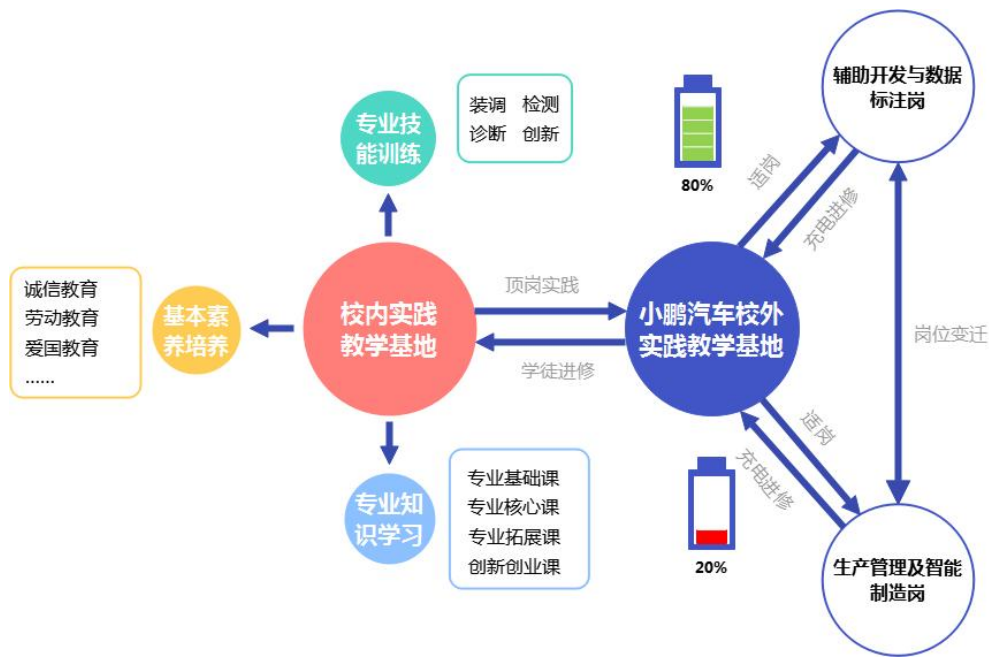 辅助开发与数据
标注岗
装调 检测
诊断 创新
专业技
能训练
80%
适岗
充电进修
诚信教育
劳动教育
爱国教育
......
基本素
养培养
校内实践
教学基地
顶岗实践
学徒进修
小鹏汽车校外
实践教学基地
岗位变迁
适岗
充电进修
专业知
识学习
专业基础课
专业核心课
专业拓展课
创新创业课
20%
生产管理及智能
制造岗